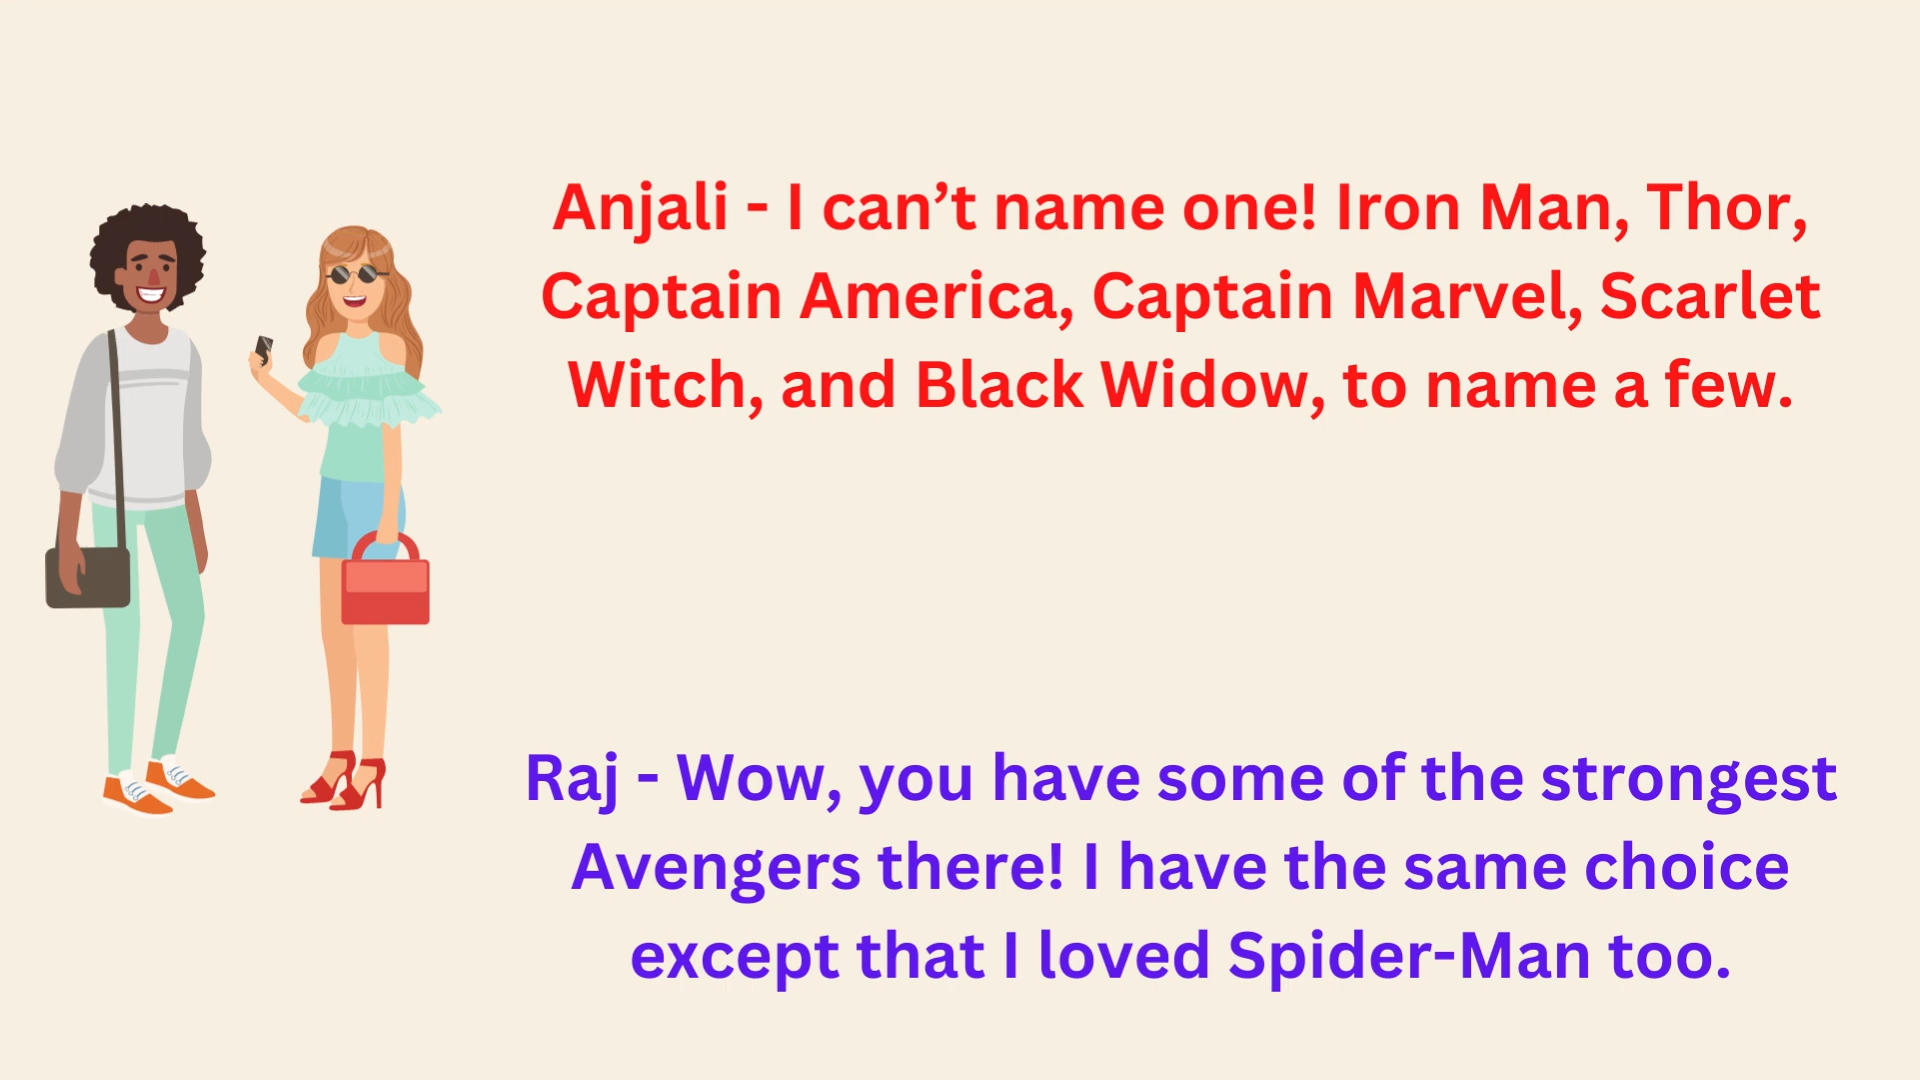 Anjali - I can’t name one! Iron Man, Thor,
Captain America, Captain Marvel, Scarlet
Witch, and Black Widow, to name a few.
Raj - Wow, you have some of the strongest
Avengers there! I have the same choice
except that I loved Spider-Man too.